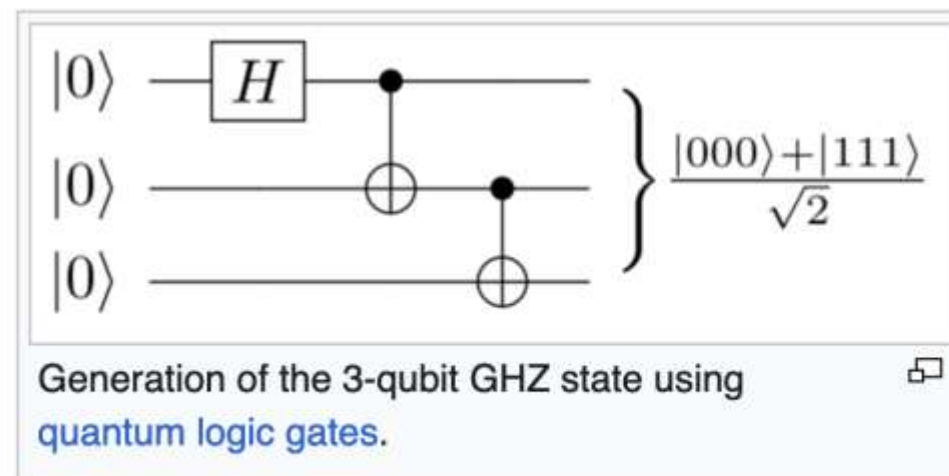 |0⟩ H
|0⟩
|0⟩
|000⟩+|111⟩
√2
Generation of the 3-qubit GHZ state using
quantum logic gates.